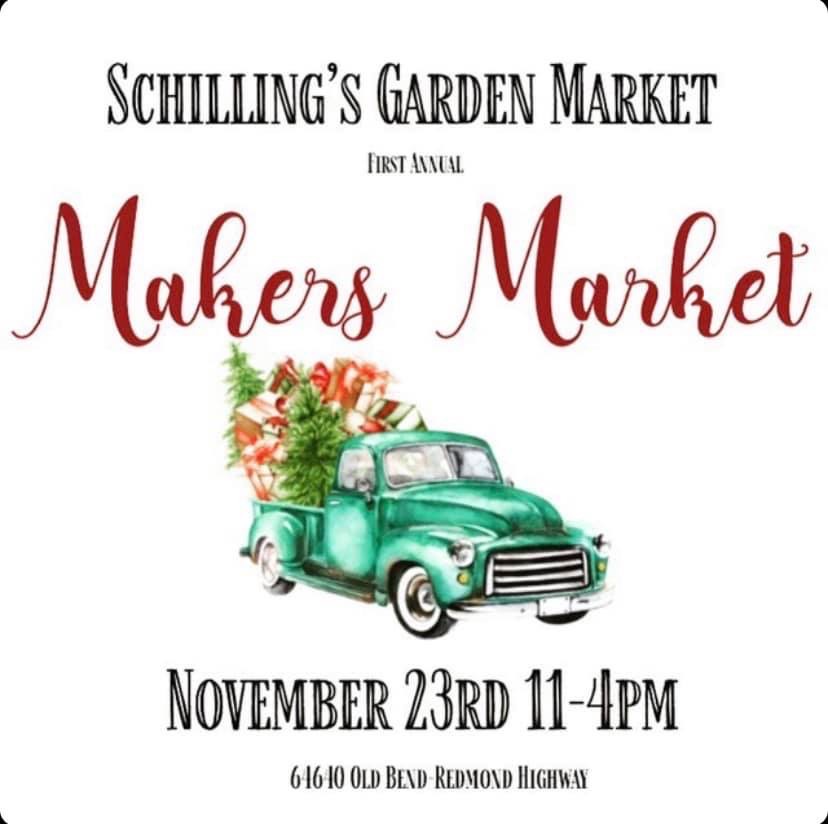 Schilling's Garden Market
First Annual
Makers Market
November 23rd 11-4pm
64640 Old Bend-Redmond Highway